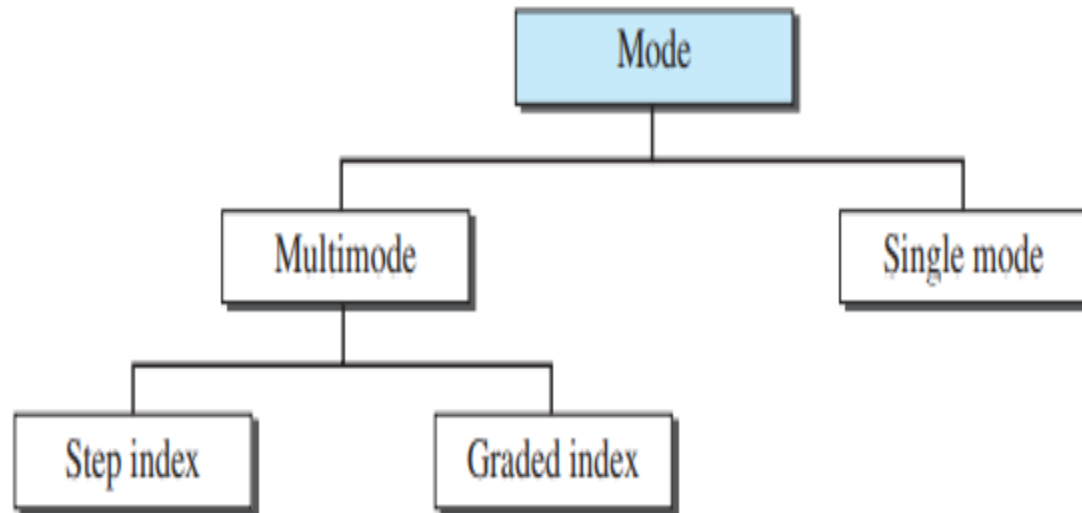 Mode
Multimode
Single mode
Step index
Graded index